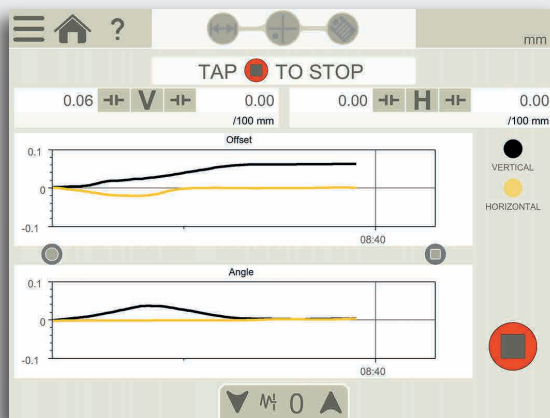 ?
mm
TAP TO STOP
0.06 V 0.00 0.00 H 0.00
/100 mm /100 mm
Offset
0.1
0
-0.1
08:40
VERTICAL
HORIZONTAL
Angle
0.1
0
-0.1
08:40
0